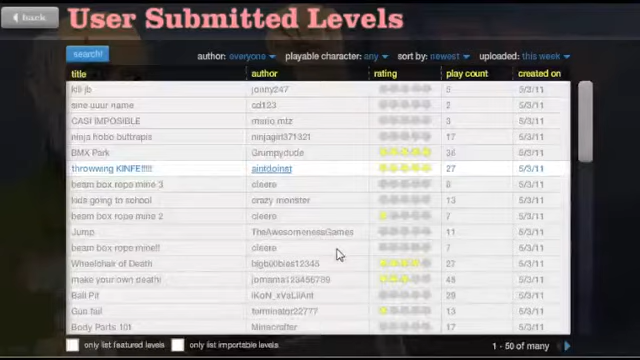 back
User Submitted Levels
search! author: everyone playable character: any sort by: newest uploaded: this week
title author rating play count created on
kill jb jonny247 5 5/3/11
sme uuur name cd123 2 5/3/11
CASI IMPOSIBLE mario.mtz 3 5/3/11
ninja hobo buttrapis ninjagirl371321 17 5/3/11
BMX Park Grumpydude 36 5/3/11
throwwing KINFE!!!!! aintdoinst 27 5/3/11
beam box rope mine 3 cleere 8 5/3/11
kids going to school crazy monster 13 5/3/11
beam box rope mine 2 cleere 7 5/3/11
Jump TheAwesomenessGames 11 5/3/11
beam box rope mine!! cleere 7 5/3/11
Wheelchair of Death bigb00bies12345 27 5/3/11
make your own death! jomama123456789 48 5/3/11
Ball Pit iKoN_xVaLiiAnt 29 5/3/11
Gus fail terminator22777 13 5/3/11
Body Parts 101 Minecrafter 17 5/3/11
only list featured levels only list importable levels 1 - 50 of many